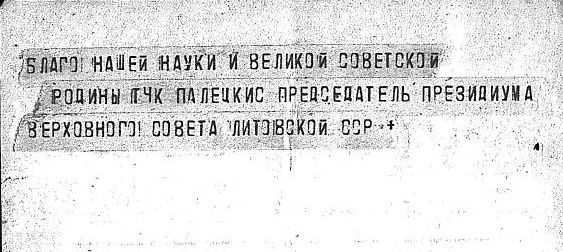 БЛАГО! НАШЕЙ НАУКИ И ВЕЛИКОЙ СОВЕТСКОЙ
РОДИНЫ ТЧК ПАЛЕЦКИС ПРЕДСЕДАТЕЛЬ ПРЕЗИДИУМА
ВЕРХОВНОГО! СОВЕТА ЛИТОВСКОЙ ССР +